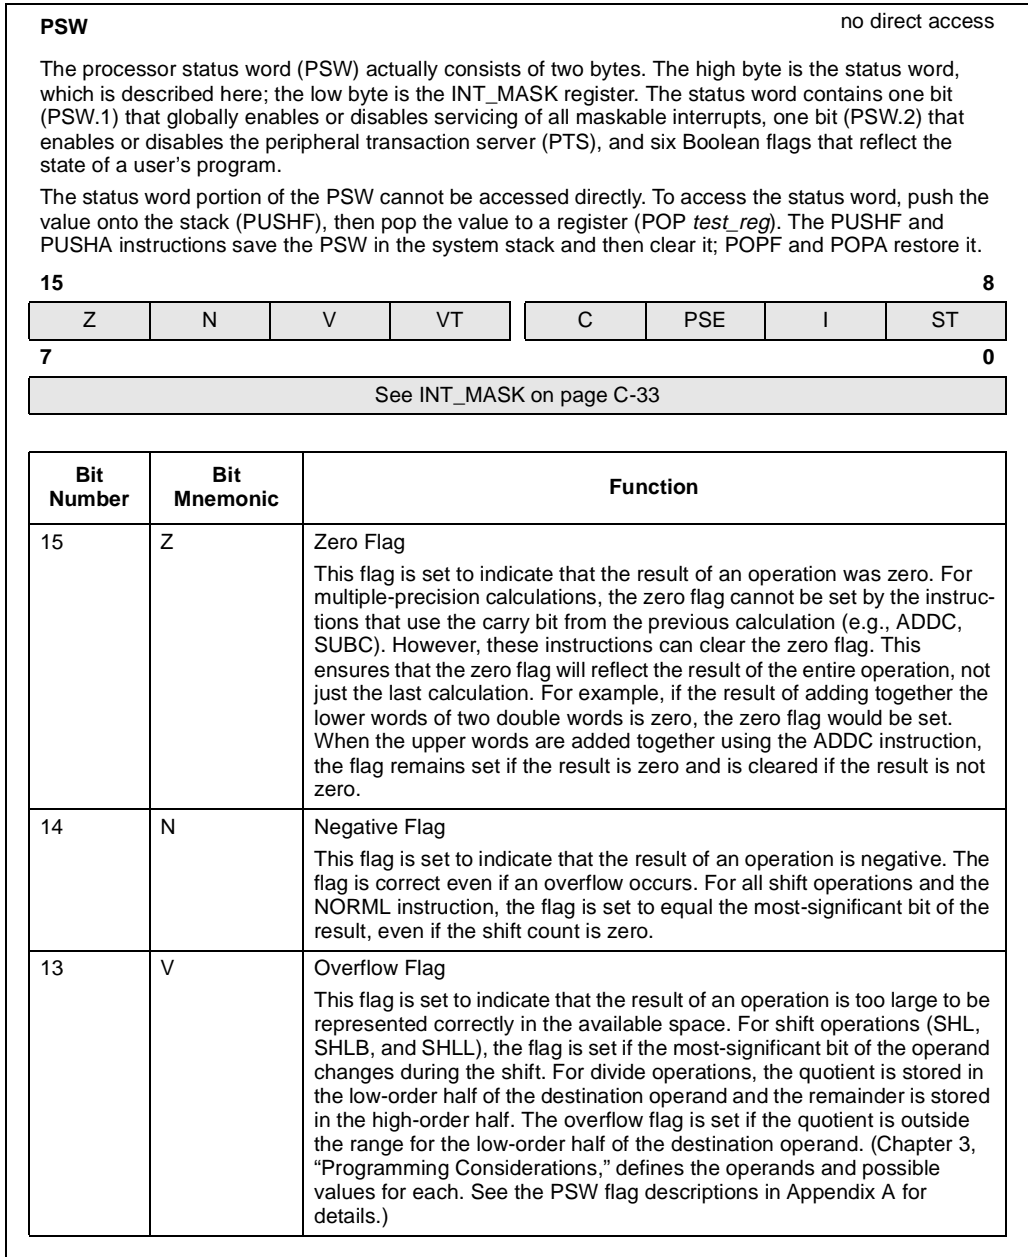 PSW
no direct access
The processor status word (PSW) actually consists of two bytes. The high byte is the status word,
which is described here; the low byte is the INT_MASK register. The status word contains one bit
(PSW.1) that globally enables or disables servicing of all maskable interrupts, one bit (PSW.2) that
enables or disables the peripheral transaction server (PTS), and six Boolean flags that reflect the
state of a user's program.
The status word portion of the PSW cannot be accessed directly. To access the status word, push the
value onto the stack (PUSHF), then pop the value to a register (POP test_reg). The PUSHF and
PUSHA instructions save the PSW in the system stack and then clear it; POPF and POPA restore it.
15 8
Z N V VT C PSE I ST
7 0
See INT_MASK on page C-33
Bit Number
Bit Mnemonic
Function
15 Z Zero Flag
This flag is set to indicate that the result of an operation was zero. For
multiple-precision calculations, the zero flag cannot be set by the instruc-
tions that use the carry bit from the previous calculation (e.g., ADDC,
SUBC). However, these instructions can clear the zero flag. This
ensures that the zero flag will reflect the result of the entire operation, not
just the last calculation. For example, if the result of adding together the
lower words of two double words is zero, the zero flag would be set.
When the upper words are added together using the ADDC instruction,
the flag remains set if the result is zero and is cleared if the result is not
zero.
14 N Negative Flag
This flag is set to indicate that the result of an operation is negative. The
flag is correct even if an overflow occurs. For all shift operations and the
NORML instruction, the flag is set to equal the most-significant bit of the
result, even if the shift count is zero.
13 V Overflow Flag
This flag is set to indicate that the result of an operation is too large to be
represented correctly in the available space. For shift operations (SHL,
SHLB, and SHLL), the flag is set if the most-significant bit of the operand
changes during the shift. For divide operations, the quotient is stored in
the low-order half of the destination operand and the remainder is stored
in the high-order half. The overflow flag is set if the quotient is outside
the range for the low-order half of the destination operand. (Chapter 3,
“Programming Considerations,” defines the operands and possible
values for each. See the PSW flag descriptions in Appendix A for
details.)